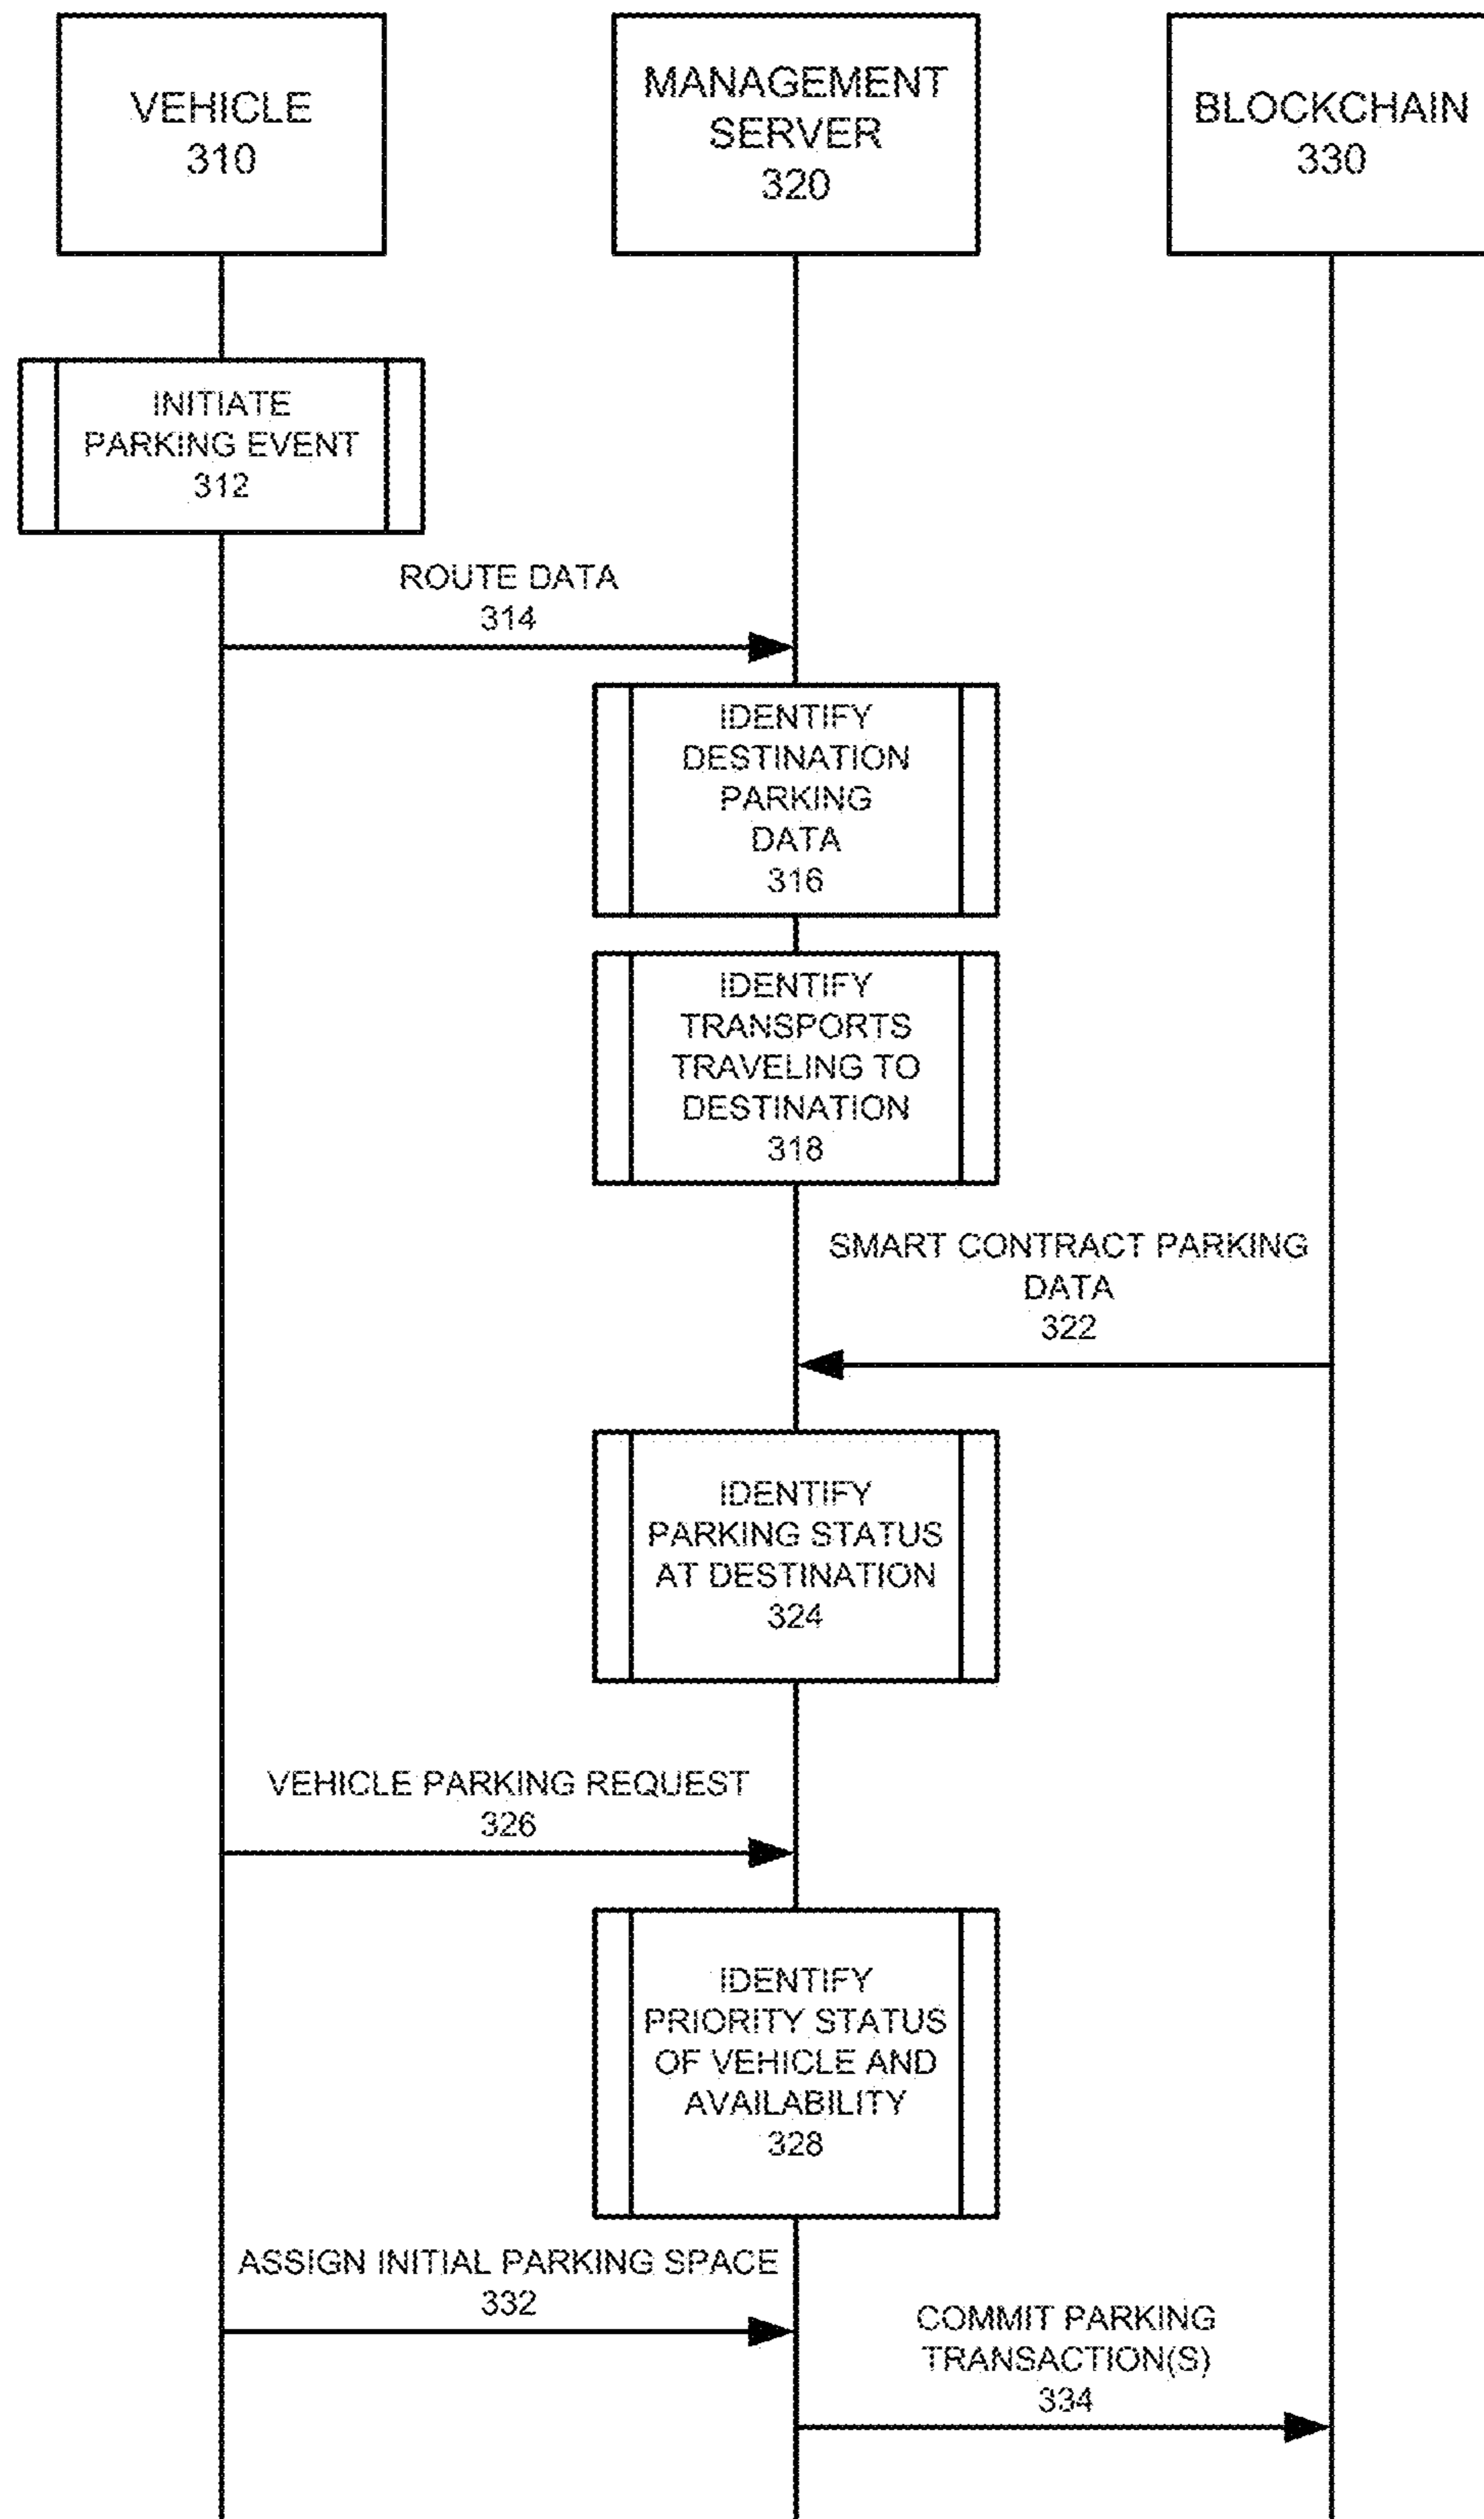 VEHICLE
310
MANAGEMENT
SERVER
320
BLOCKCHAIN
330
INITIATE
PARKING EVENT
312
ROUTE DATA
314
IDENTIFY
DESTINATION
PARKING
DATA
316
IDENTIFY
TRANSPORTS
TRAVELING TO
DESTINATION
318
SMART CONTRACT PARKING
DATA
322
IDENTIFY
PARKING STATUS
AT DESTINATION
324
VEHICLE PARKING REQUEST
326
IDENTIFY
PRIORITY STATUS
OF VEHICLE AND
AVAILABILITY
328
ASSIGN INITIAL PARKING SPACE
332
COMMIT PARKING
TRANSACTION(S)
334